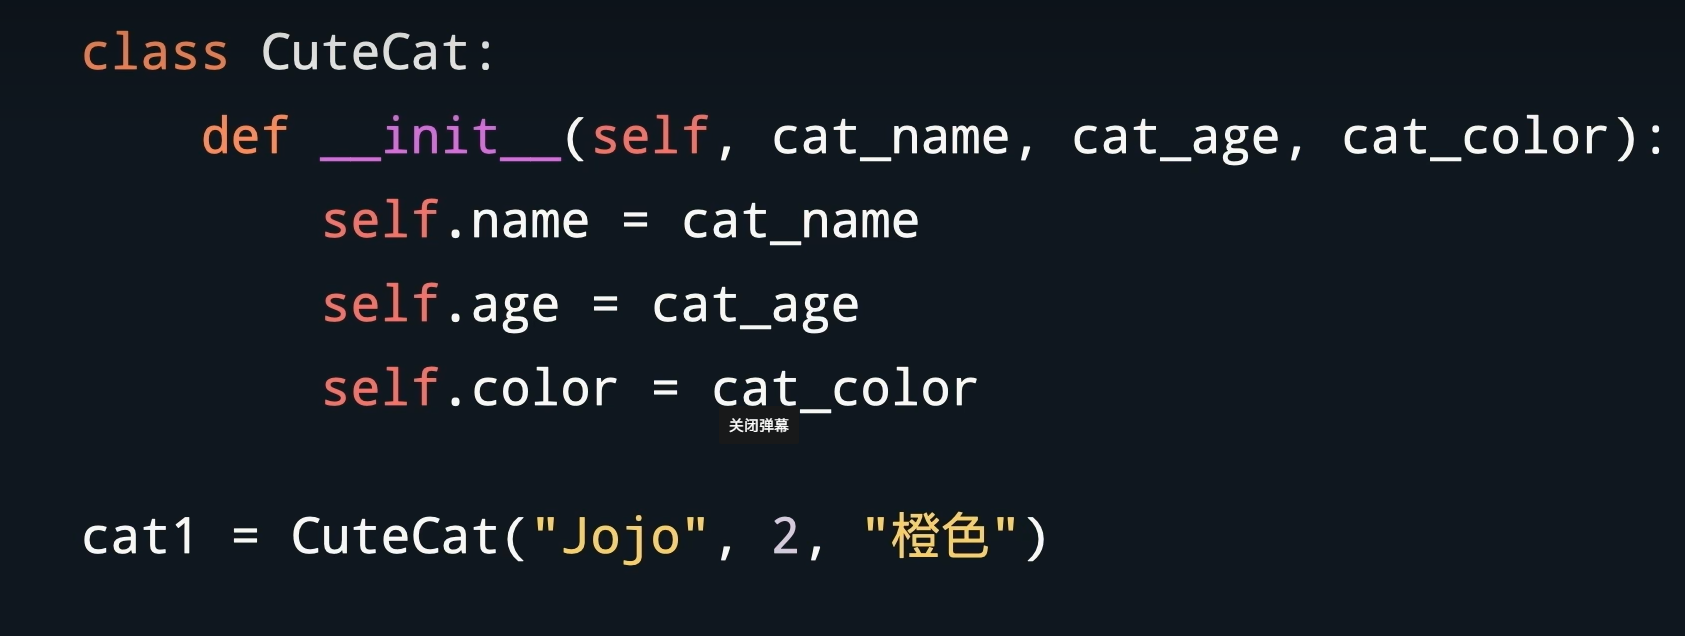 class CuteCat:
    def __init__(self, cat_name, cat_age, cat_color):
        self.name = cat_name
        self.age = cat_age
        self.color = cat_color
关闭弹幕
cat1 = CuteCat("Jojo", 2, "橙色")